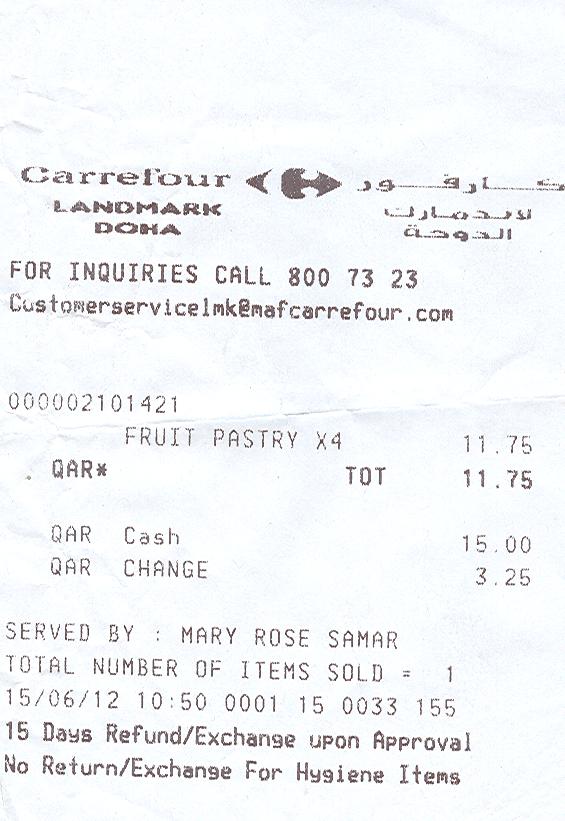 Carrefour كارفور
LANDMARK لاندمارك
DOHA الدوحة
FOR INQUIRIES CALL 800 73 23
Customerservicelmk@mafcarrefour.com
000002101421
FRUIT PASTRY X4 11.75
. QAR* TOT 11.75
QAR Cash 15.00
QAR CHANGE 3.25
SERVED BY : MARY ROSE SAMAR
TOTAL NUMBER OF ITEMS SOLD = 1
15/06/12 10:50 0001 15 0033 155
15 Days Refund/Exchange upon Approval
No Return/Exchange For Hygiene Items